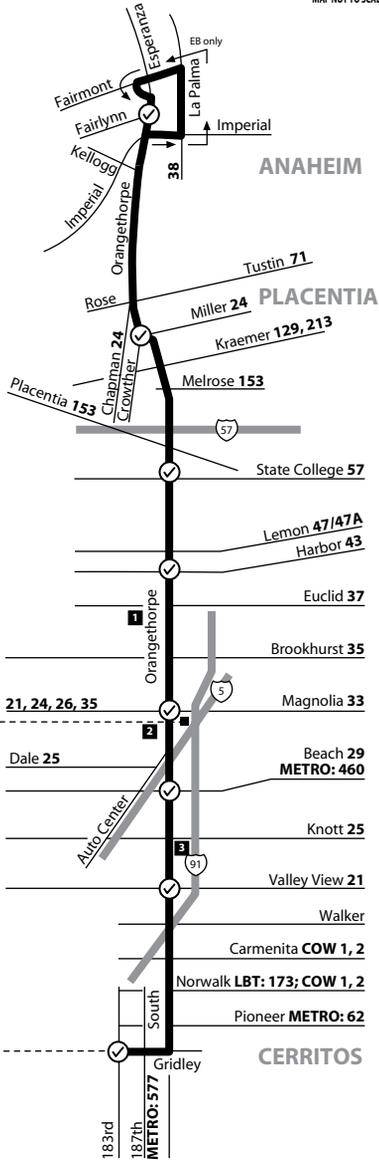 MAP NOT TO SCALE
Esperanza
EB only
Fairmont
La Palma
Fairlynn
Imperial
Kellogg
38
ANAHEIM
Imperial
Orangethorpe
Tustin 71
Rose
PLACENTIA
Miller 24
Chapman 24
Crowther
Kraemer 129, 213
Melrose 153
Placentia 153
57
State College 57
Lemon 47/47A
Harbor 43
Euclid 37
1
Orangethorpe
Brookhurst 35
5
21, 24, 26, 35
Magnolia 33
2
Dale 25
Beach 29
METRO: 460
Auto Center
Knott 25
3
91
Valley View 21
Walker
Carmenita COW 1, 2
Norwalk LBT: 173; COW 1, 2
South
Pioneer METRO: 62
CERRITOS
Gridley
183rd
187th
METRO: 577